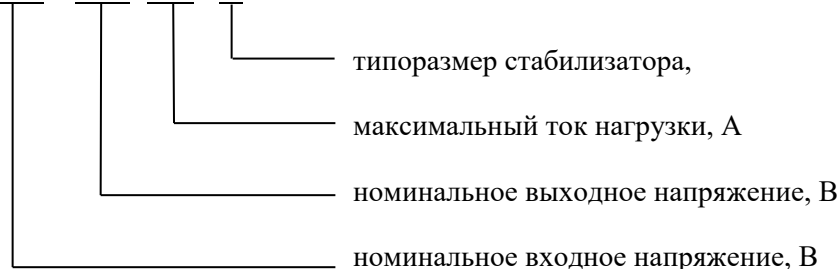 типоразмер стабилизатора,
максимальный ток нагрузки, А
номинальное выходное напряжение, В
номинальное входное напряжение, В